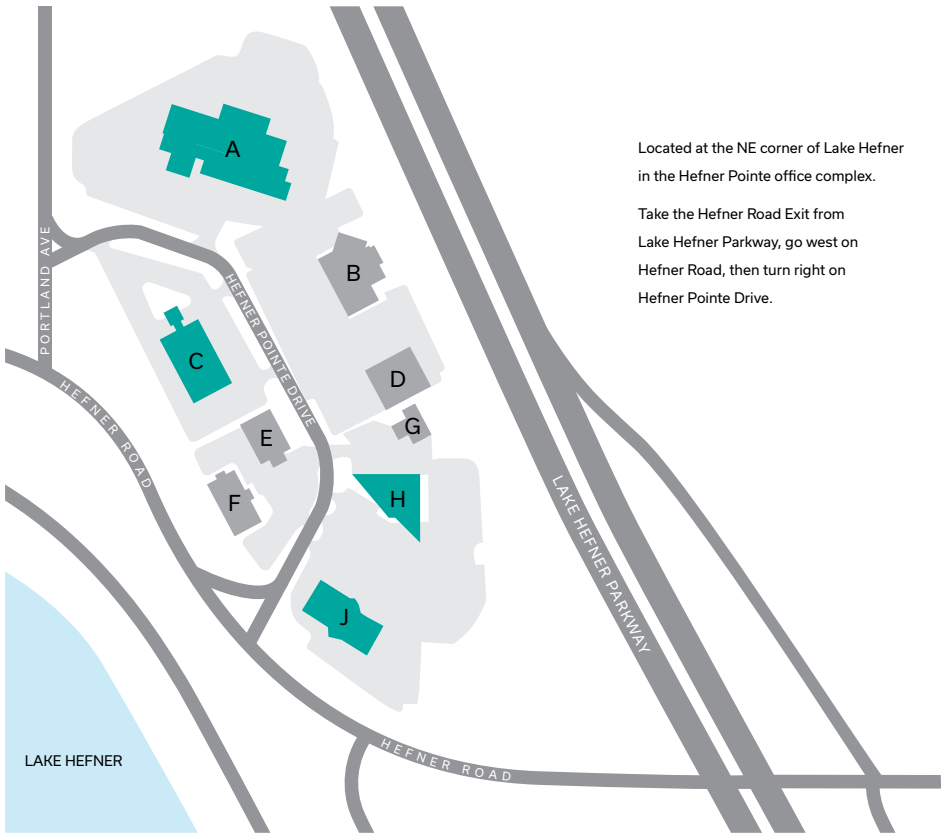 A
Located at the NE corner of Lake Hefner
in the Hefner Pointe office complex.
Take the Hefner Road Exit from
Lake Hefner Parkway, go west on
Hefner Road, then turn right on
Hefner Pointe Drive.
PORTLAND AVE
B
HEFNER POINTE DRIVE
C
D
HEFNER ROAD
E
G
F
H
LAKE HEFNER PARKWAY
J
LAKE HEFNER
HEFNER ROAD